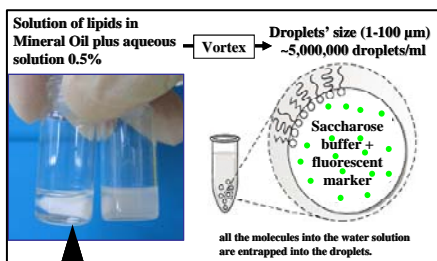 Solution of lipids in
Mineral Oil plus aqueous
solution 0.5%
Vortex
Droplets' size (1-100 µm)
~5,000,000 droplets/ml
Saccharose
buffer +
fluorescent
marker
all the molecules into the water solution
are entrapped into the droplets.